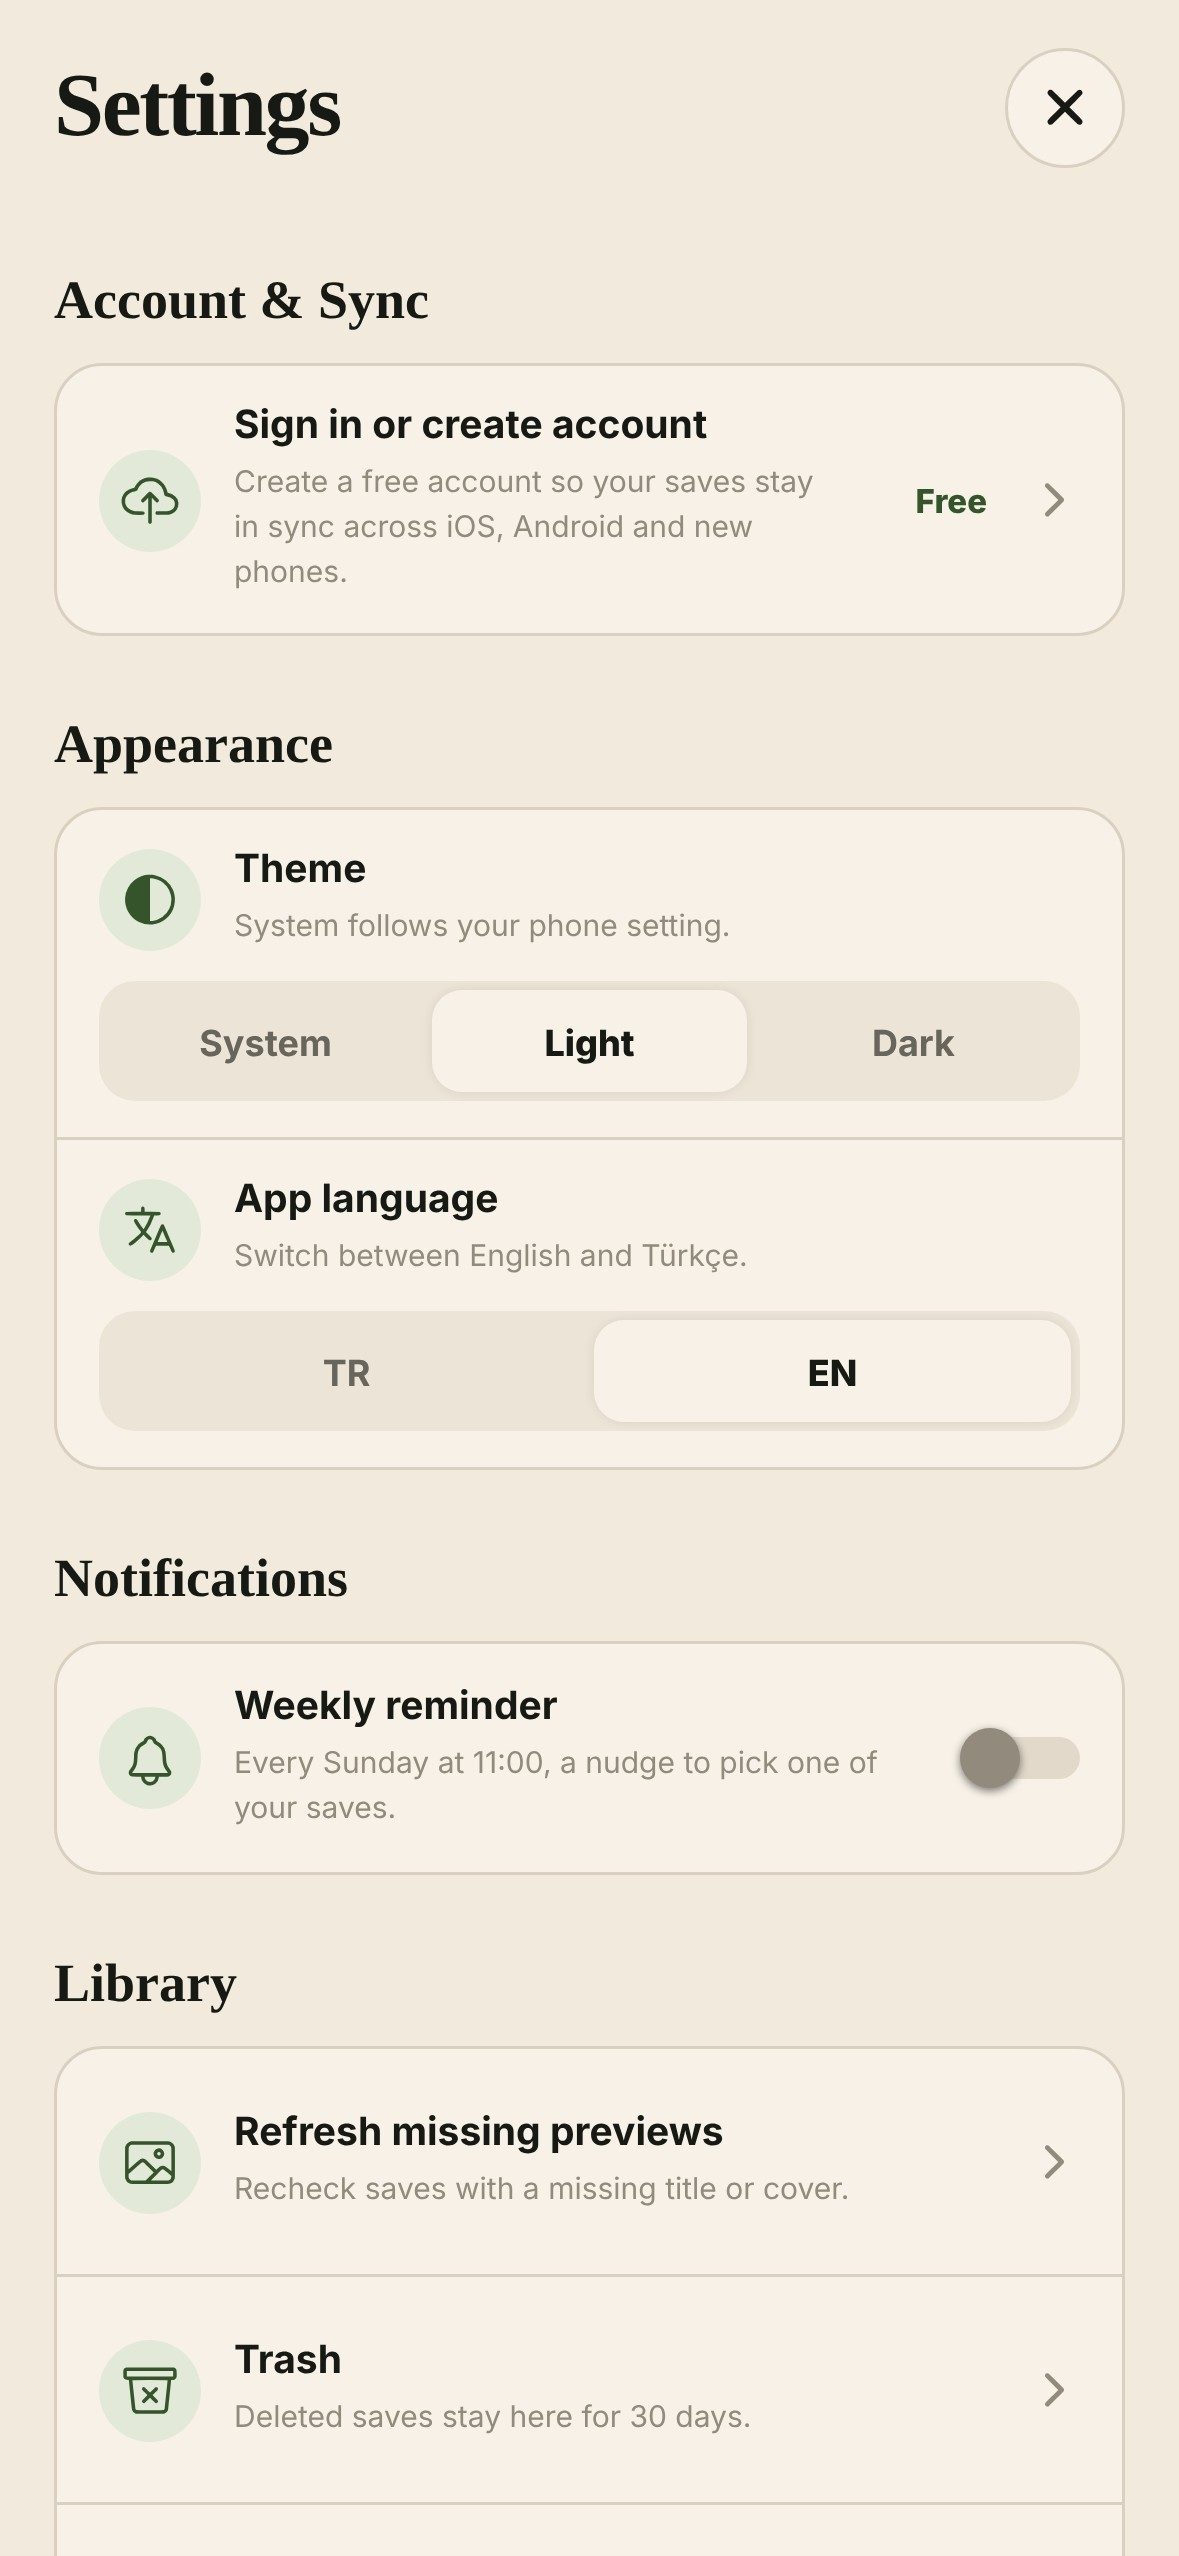 Settings
Account & Sync
Sign in or create account
Create a free account so your saves stay
in sync across iOS, Android and new
phones.
Free
Appearance
Theme
System follows your phone setting.
System
Light
Dark
App language
Switch between English and Türkçe.
TR
EN
Notifications
Weekly reminder
Every Sunday at 11:00, a nudge to pick one of
your saves.
Library
Refresh missing previews
Recheck saves with a missing title or cover.
Trash
Deleted saves stay here for 30 days.